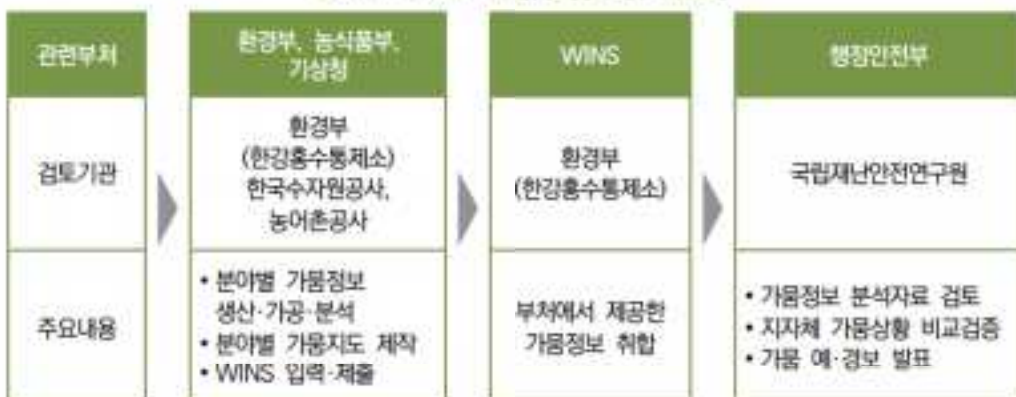 관련부처
환경부, 농식품부,
기상청
WINS
행정안전부
검토기관
환경부
(한강홍수통제소)
한국수자원공사,
농어촌공사
환경부
(한강홍수통제소)
국립재난안전연구원
주요내용
• 분야별 가뭄정보
생산·가공·분석
• 분야별 가뭄지도 제작
• WINS 입력·제출
부처에서 제공한
가뭄정보 취합
• 가뭄정보 분석자료 검토
• 지자체 가뭄상황 비교검증
• 가뭄 예·경보 발표